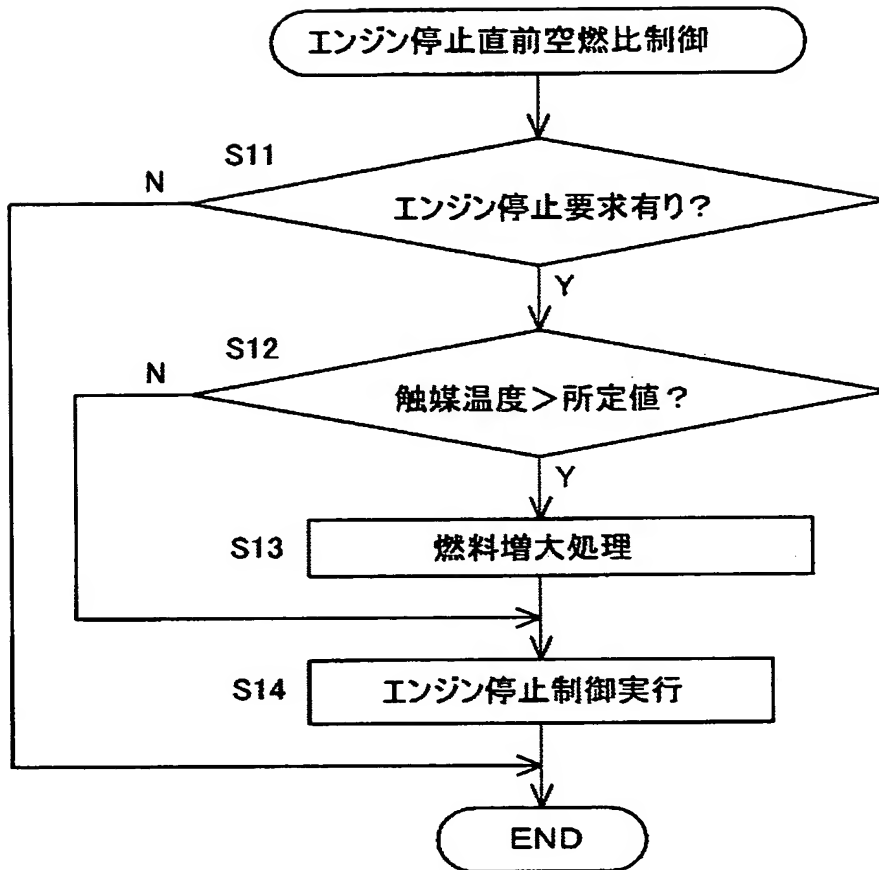 エンジン停止直前空燃比制御
S11
N
エンジン停止要求有り?
Y
S12
N
触媒温度>所定値?
Y
S13
燃料増大処理
S14
エンジン停止制御実行
END